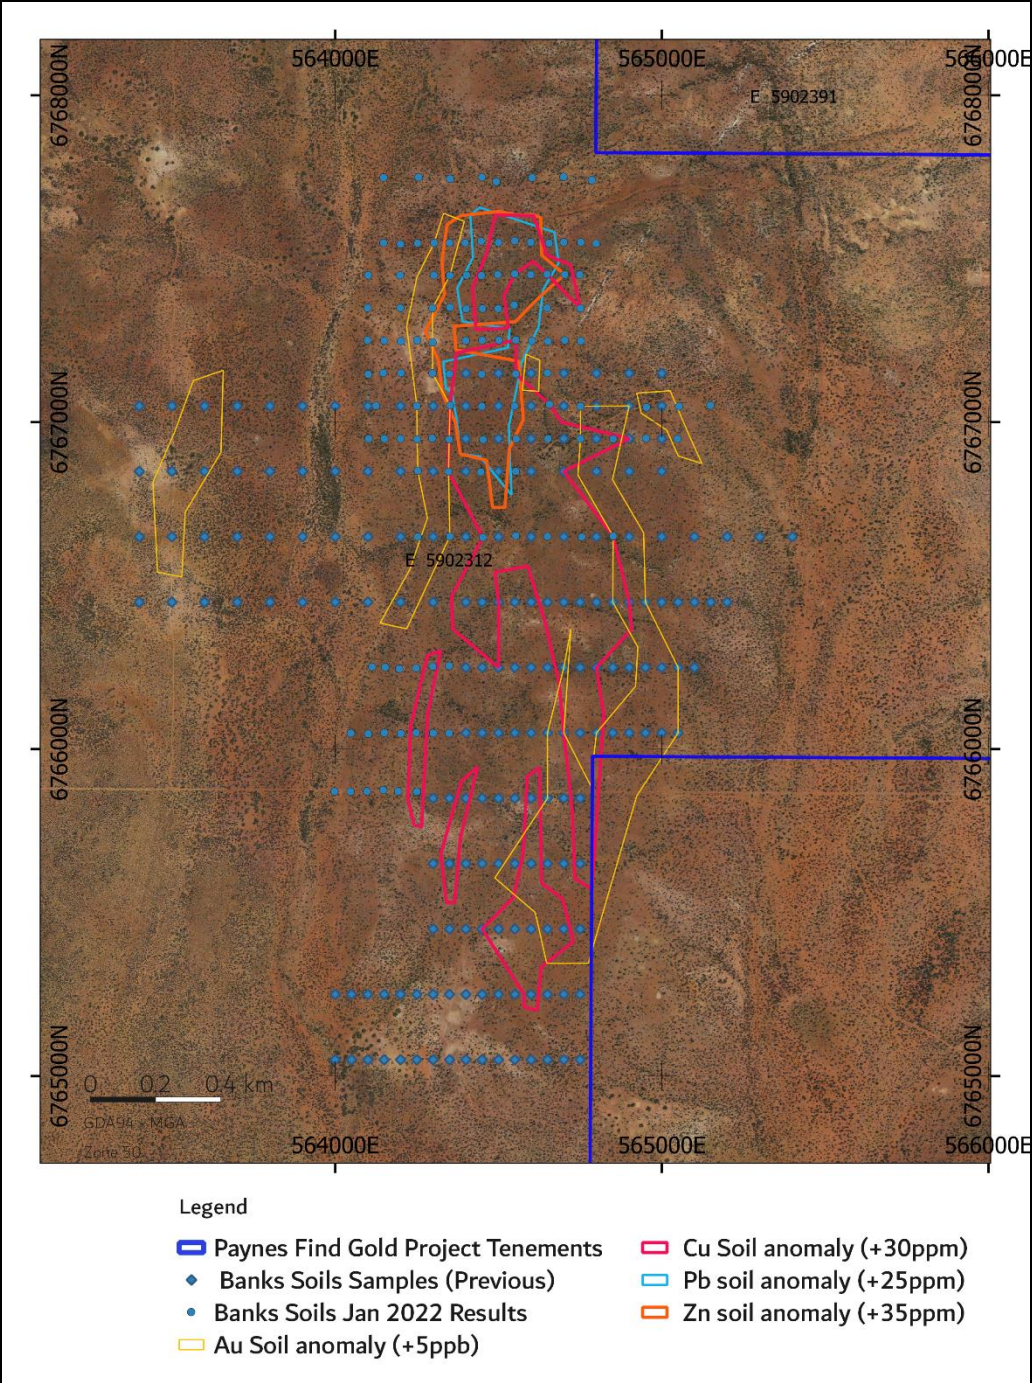 564000E 565000E 566000E
6768000N 6768000N
E 5902391
6767000N 6767000N
E 5902312
6766000N 6766000N
6765000N 6765000N
0 0.2 0.4 km
GDA94 - MGA
Zone 50
564000E 565000E 566000E
Legend
Paynes Find Gold Project Tenements
Banks Soils Samples (Previous)
Banks Soils Jan 2022 Results
Au Soil anomaly (+5ppb)
Cu Soil anomaly (+30ppm)
Pb soil anomaly (+25ppm)
Zn soil anomaly (+35ppm)